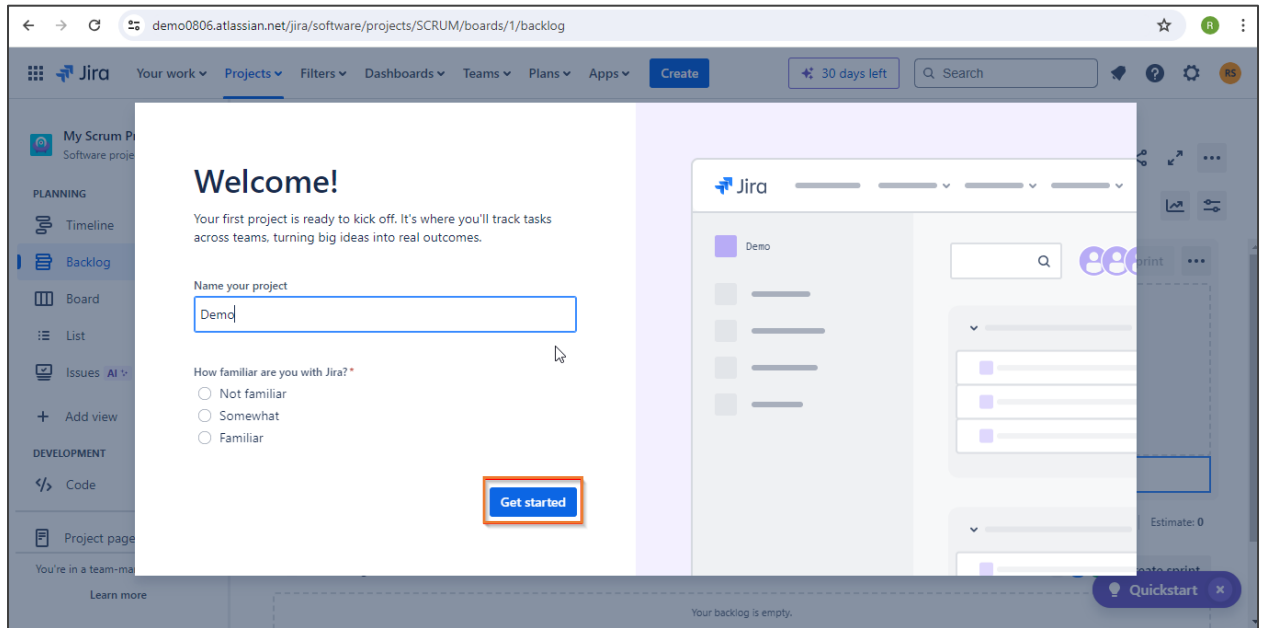 demo0806.atlassian.net/jira/software/projects/SCRUM/boards/1/backlog
R
Jira Your work Projects Filters Dashboards Teams Plans Apps Create 30 days left Search RS
My Scrum Pr
Software proje
PLANNING
Timeline
Backlog
Board
List
Issues AI
Add view
DEVELOPMENT
Code
Project page
You're in a team-ma
Learn more
Welcome!
Your first project is ready to kick off. It's where you'll track tasks
across teams, turning big ideas into real outcomes.
Name your project
Demo
How familiar are you with Jira?*
Not familiar
Somewhat
Familiar
Get started
Jira
Demo
print
Estimate: 0
eate sprint
Quickstart
Your backlog is empty.